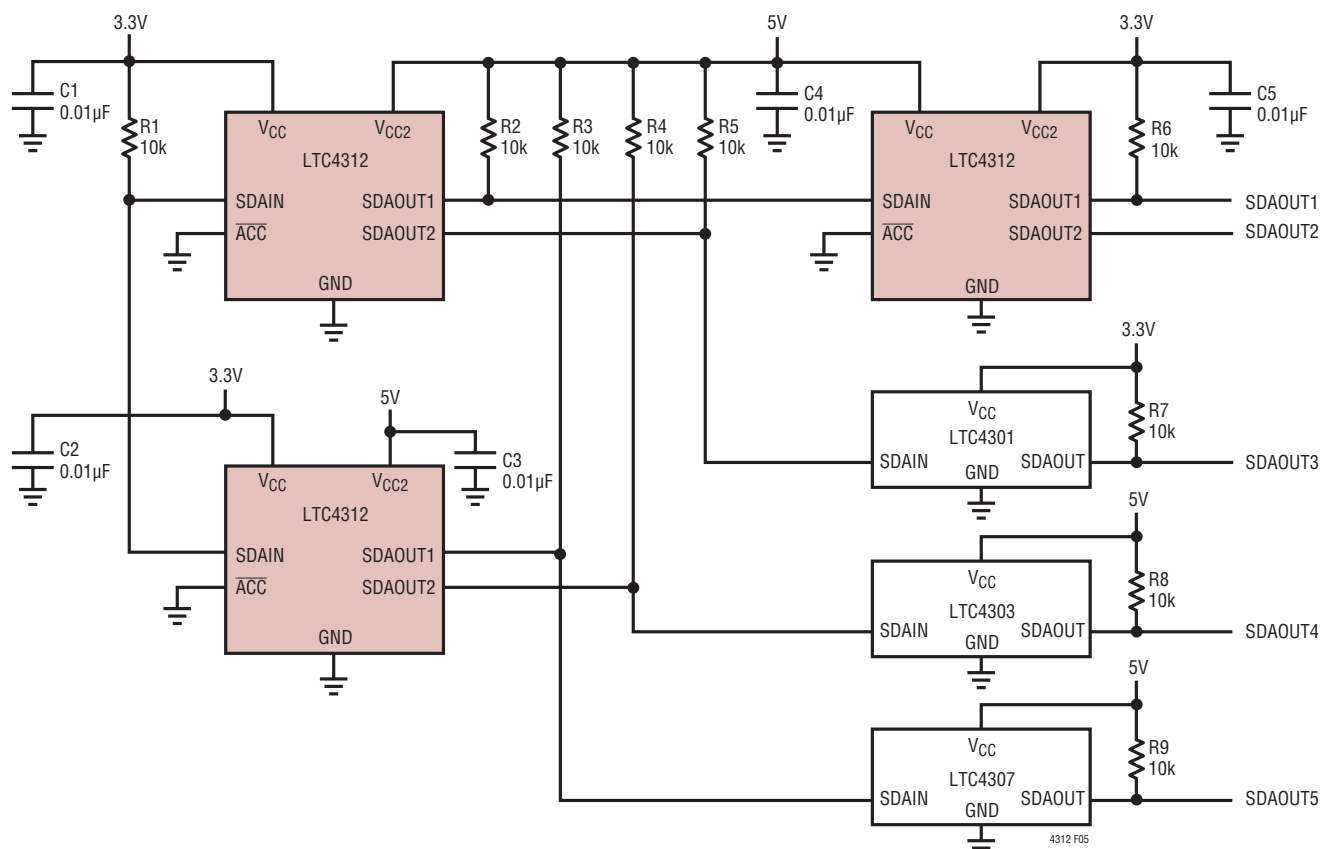 3.3V
5V
3.3V
C1
0.01µF
R1
10k
VCC
VCC2
LTC4312
SDAIN
SDAOUT1
ACC
SDAOUT2
GND
R2
10k
R3
10k
R4
10k
R5
10k
C4
0.01µF
VCC
VCC2
LTC4312
SDAIN
SDAOUT1
ACC
SDAOUT2
GND
R6
10k
C5
0.01µF
SDAOUT1
SDAOUT2
3.3V
5V
C2
0.01µF
C3
0.01µF
VCC
VCC2
LTC4312
SDAIN
SDAOUT1
ACC
SDAOUT2
GND
3.3V
VCC
LTC4301
SDAIN
GND
SDAOUT
R7
10k
SDAOUT3
5V
VCC
LTC4303
SDAIN
GND
SDAOUT
R8
10k
SDAOUT4
5V
VCC
LTC4307
SDAIN
GND
SDAOUT
R9
10k
SDAOUT5
4312 F05